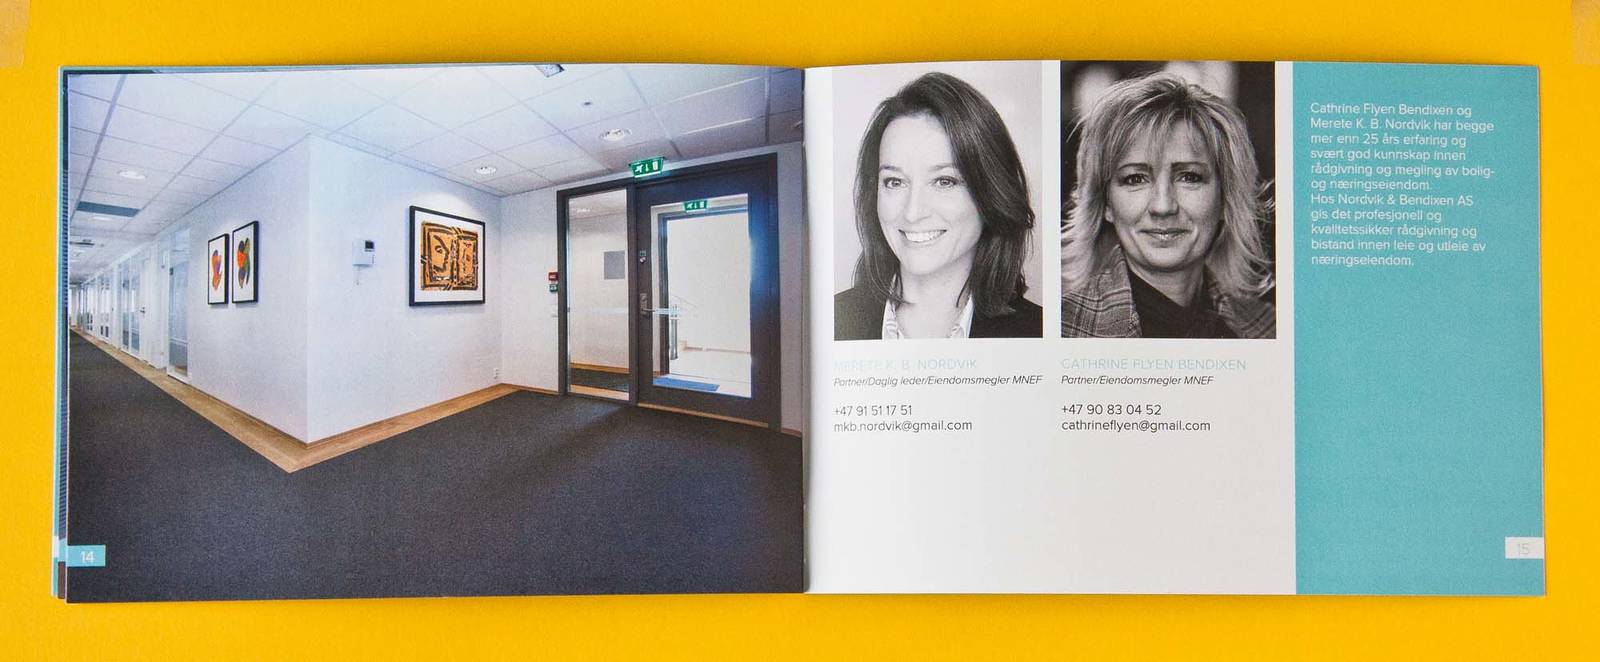 14
MERETE K. B. NORDVIK
Partner/Daglig leder/Eiendomsmegler MNEF
+47 91 51 17 51
mkb.nordvik@gmail.com
CATHRINE FLYEN BENDIXEN
Partner/Eiendomsmegler MNEF
+47 90 83 04 52
cathrineflyen@gmail.com
Cathrine Flyen Bendixen og
Merete K. B. Nordvik har begge
mer enn 25 års erfaring og
svært god kunnskap innen
rådgivning og megling av bolig-
og næringseiendom.
Hos Nordvik & Bendixen AS
gis det profesjonell og
kvalitetssikker rådgivning og
bistand innen leie og utleie av
næringseiendom.
15